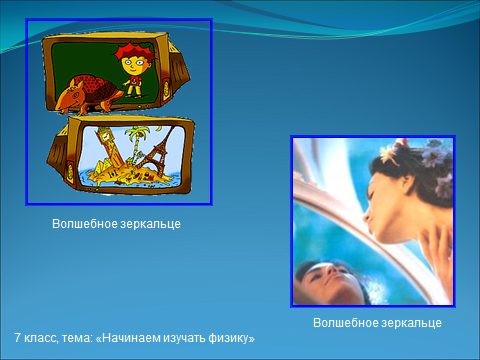 Волшебное зеркальце
Волшебное зеркальце
7 класс, тема: «Начинаем изучать физику»